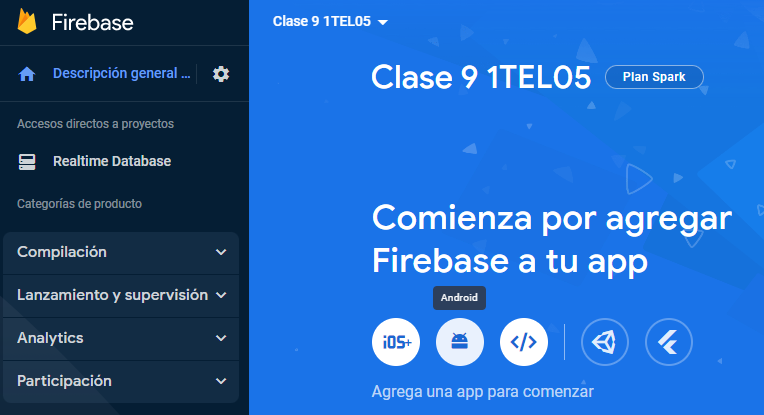 Firebase
Clase 9 1TEL05
Descripción general ...
Clase 9 1TEL05
Plan Spark
Accesos directos a proyectos
Realtime Database
Categorías de producto
Comienza por agregar
Firebase a tu app
Compilación
Lanzamiento y supervisión
Analytics
Participación
Android
iOS+
</>
Agrega una app para comenzar